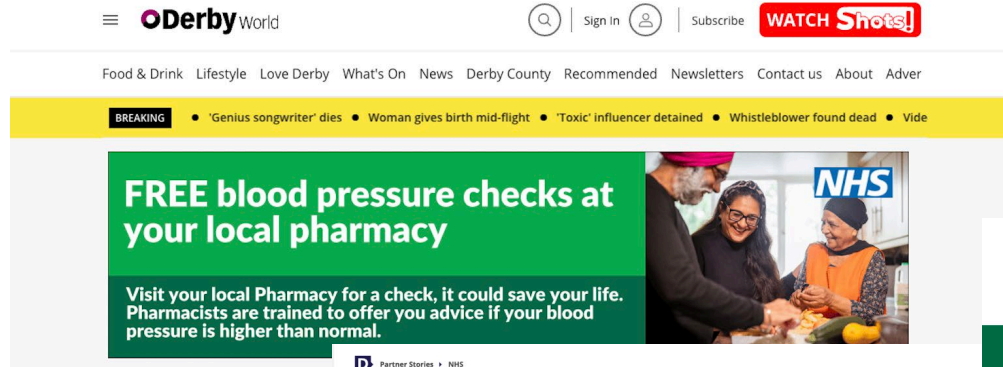 Derby World
Sign In
Subscribe
WATCH Shots!
Food & Drink Lifestyle Love Derby What's On News Derby County Recommended Newsletters Contact us About Adver
BREAKING • 'Genius songwriter' dies • Woman gives birth mid-flight • 'Toxic' influencer detained • Whistleblower found dead • Vide
FREE blood pressure checks at
your local pharmacy
NHS
Visit your local Pharmacy for a check, it could save your life.
Pharmacists are trained to offer you advice if your blood
pressure is higher than normal.
D Partner Stories ▸ NHS